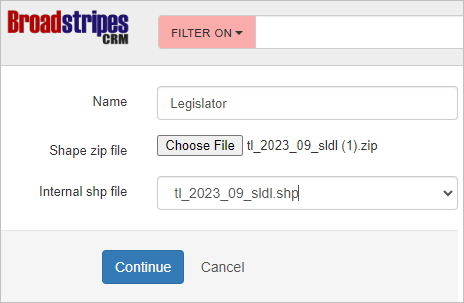 Broadstripes
CRM
FILTER ON
Name
Legislator
Shape zip file
Choose File tl_2023_09_sldl (1).zip
Internal shp file
tl_2023_09_sldl.shp
Continue
Cancel